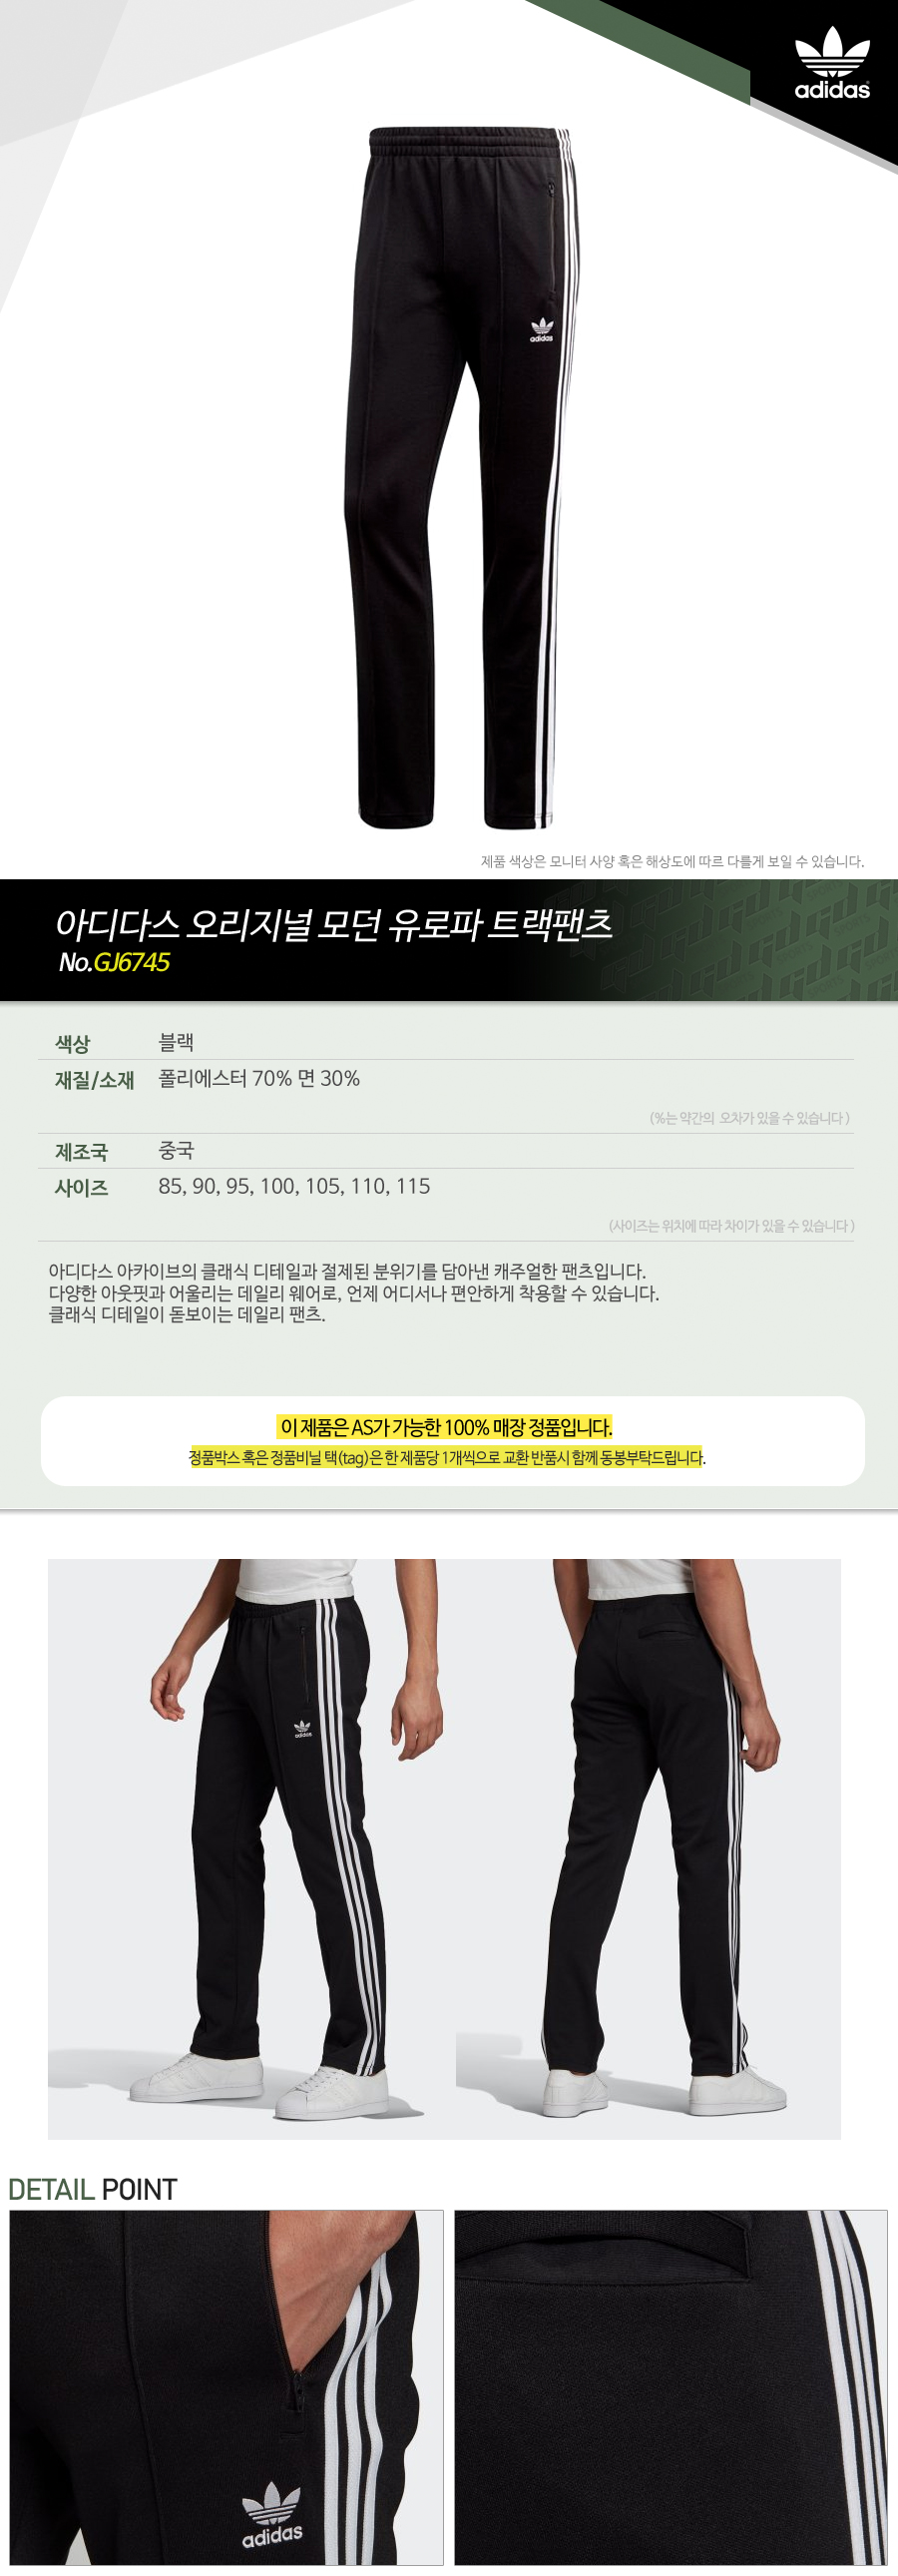 adidas
adidas
제품 색상은 모니터 사양 혹은 해상도에 따르 다를게 보일 수 있습니다.
아디다스 오리지널 모던 유로파 트랙팬츠
No.GJ6745
색상 블랙
재질/소재 폴리에스터 70% 면 30%
(%는 약간의 오차가 있을 수 있습니다 )
제조국 중국
사이즈 85, 90, 95, 100, 105, 110, 115
(사이즈는 위치에 따라 차이가 있을 수 있습니다 )
아디다스 아카이브의 클래식 디테일과 절제된 분위기를 담아낸 캐주얼한 팬츠입니다.
다양한 아웃핏과 어울리는 데일리 웨어로, 언제 어디서나 편안하게 착용할 수 있습니다.
클래식 디테일이 돋보이는 데일리 팬츠.
이 제품은 AS가 가능한 100% 매장 정품입니다.
정품박스 혹은 정품비닐 택(tag)은 한 제품당 1개씩으로 교환 반품시 함께 동봉부탁드립니다.
adidas
DETAIL POINT
adidas